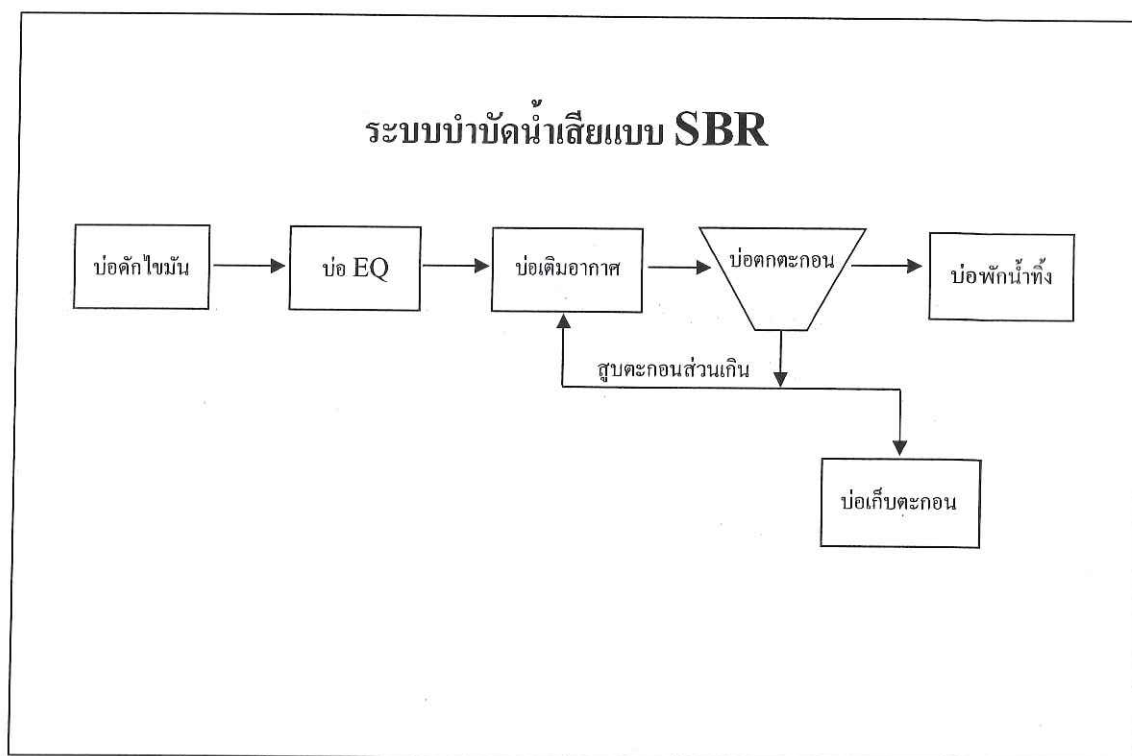 ระบบบำบัดน้ำเสียแบบ SBR
บ่อดักไขมัน
บ่อ EQ
บ่อเติมอากาศ
บ่อตกตะกอน
บ่อพักน้ำทิ้ง
สูบตะกอนส่วนเกิน
บ่อเก็บตะกอน